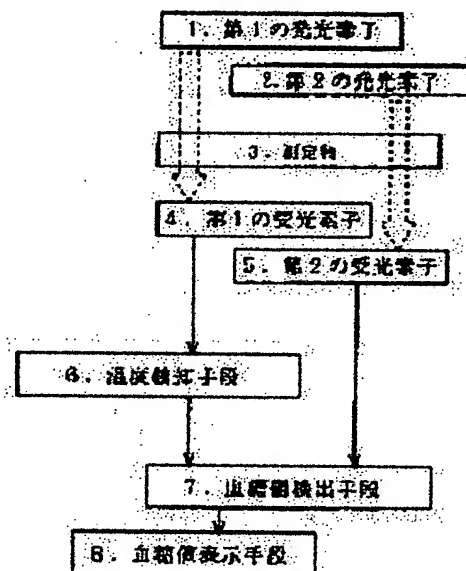 1．第1の発光素子
2．第2の発光素子
3．測定物
4．第1の受光素子
5．第2の受光素子
6．温度検知手段
7．血糖値検出手段
8．血糖値表示手段